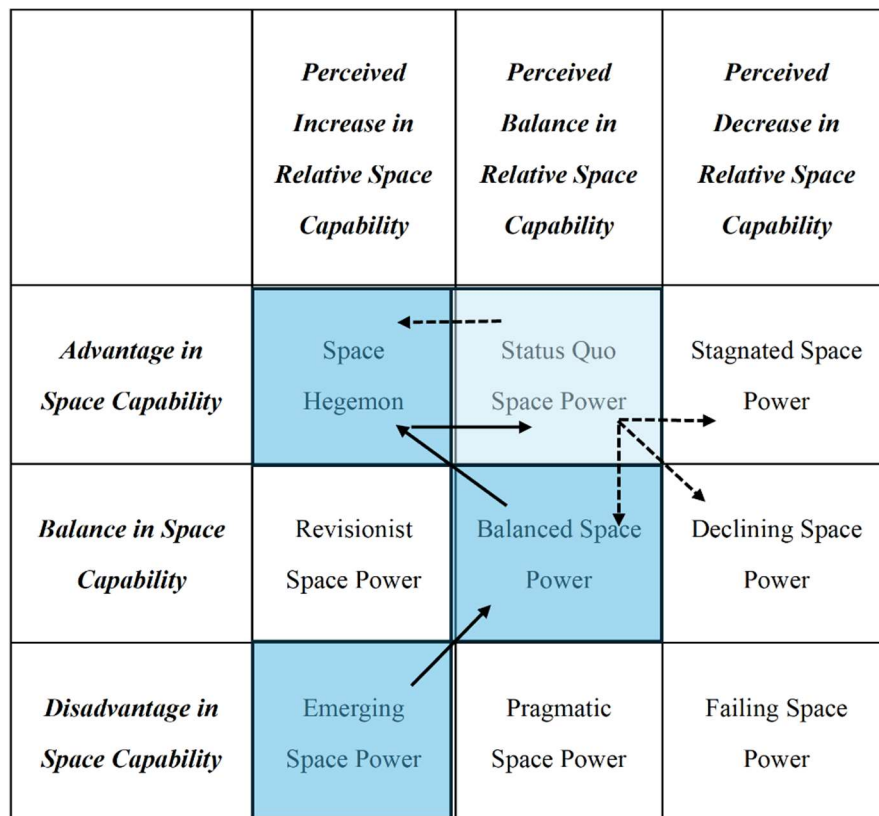 Perceived
Increase in
Relative Space
Capability
Perceived
Balance in
Relative Space
Capability
Perceived
Decrease in
Relative Space
Capability
Advantage in
Space Capability
Space
Hegemon
Status Quo
Space Power
Stagnated Space
Power
Balance in Space
Capability
Revisionist
Space Power
Balanced Space
Power
Declining Space
Power
Disadvantage in
Space Capability
Emerging
Space Power
Pragmatic
Space Power
Failing Space
Power